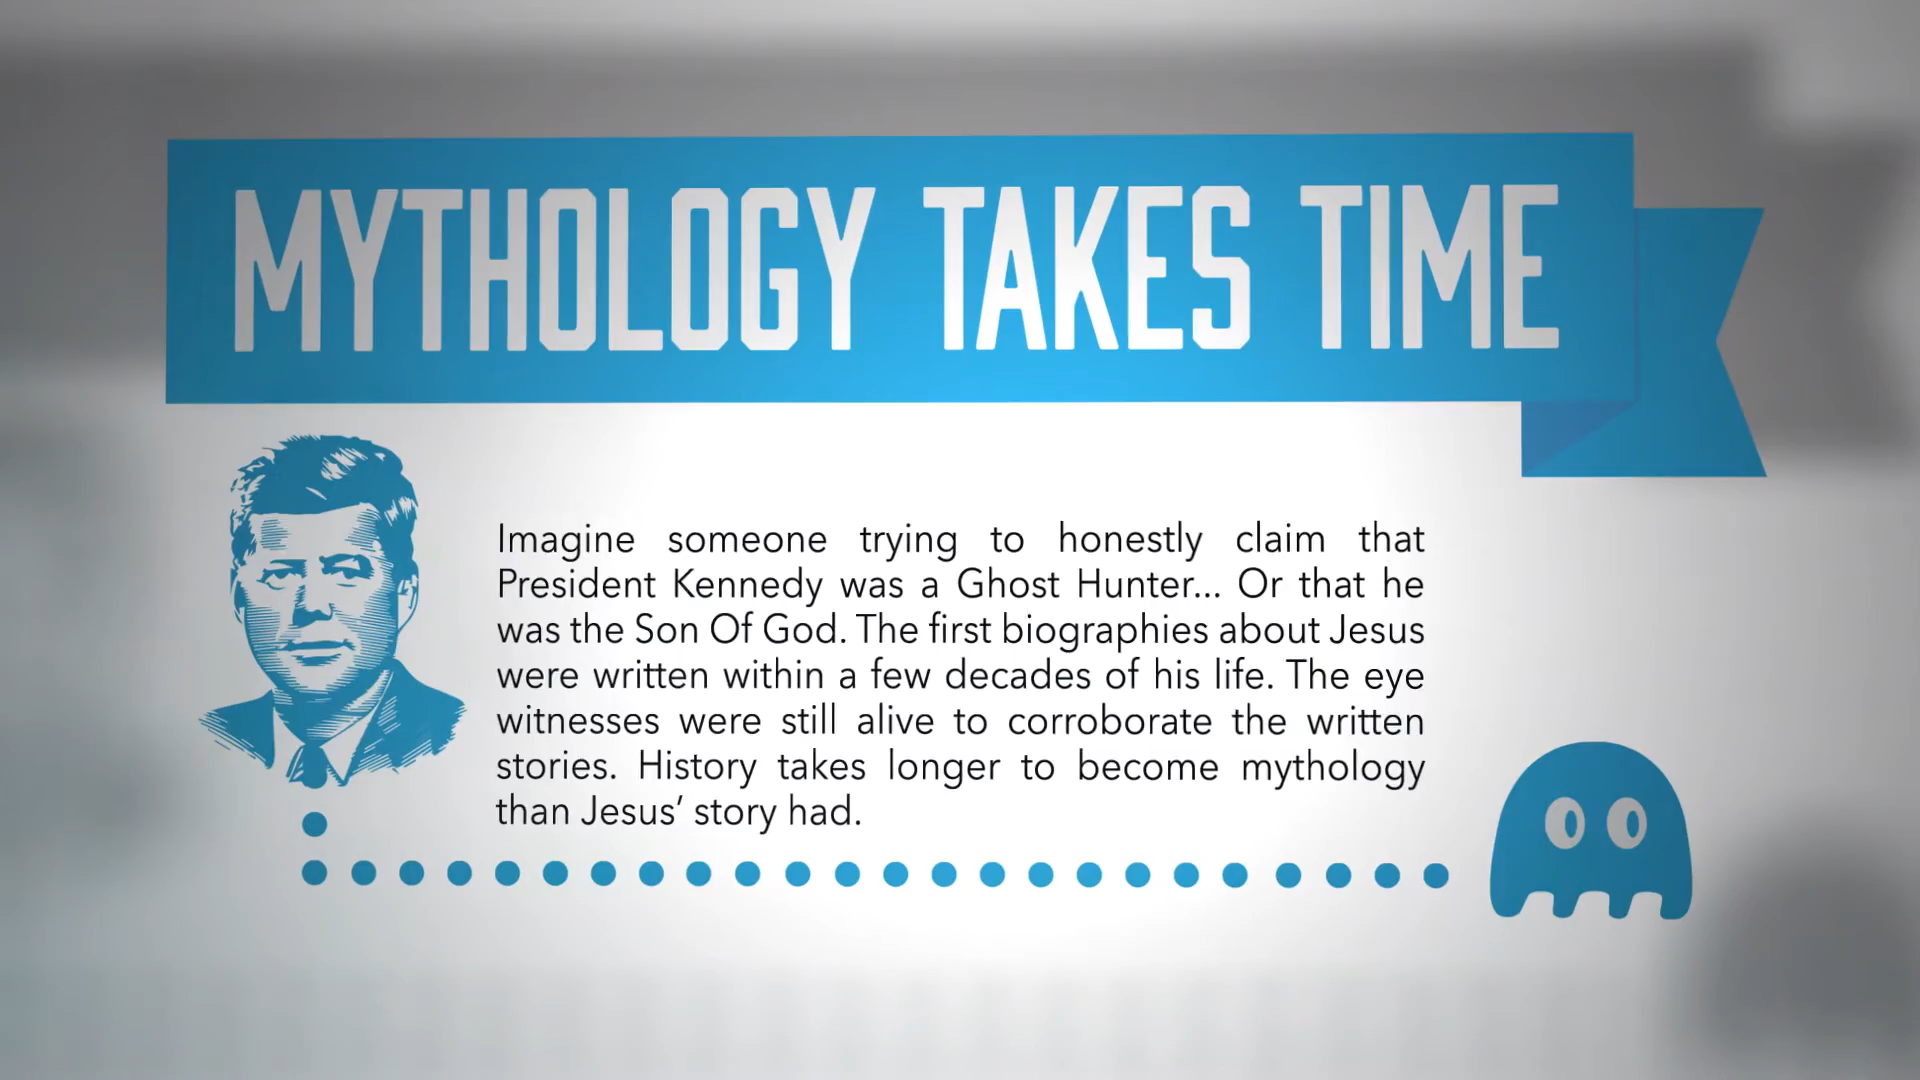 MYTHOLOGY TAKES TIME
Imagine someone trying to honestly claim that
President Kennedy was a Ghost Hunter... Or that he
was the Son Of God. The first biographies about Jesus
were written within a few decades of his life. The eye
witnesses were still alive to corroborate the written
stories. History takes longer to become mythology
than Jesus’ story had.